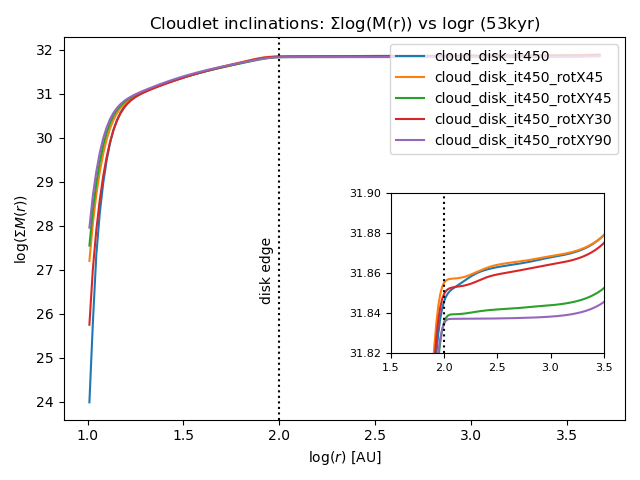 Cloudlet inclinations: Σlog(M(r)) vs logr (53kyr)
32
31
30
29
28
27
26
25
24
log(ΣM(r))
cloud_disk_it450
cloud_disk_it450_rotX45
cloud_disk_it450_rotXY45
cloud_disk_it450_rotXY30
cloud_disk_it450_rotXY90
disk edge
31.90
31.88
31.86
31.84
31.82
1.5 2.0 2.5 3.0 3.5
1.0 1.5 2.0 2.5 3.0 3.5
log(r) [AU]